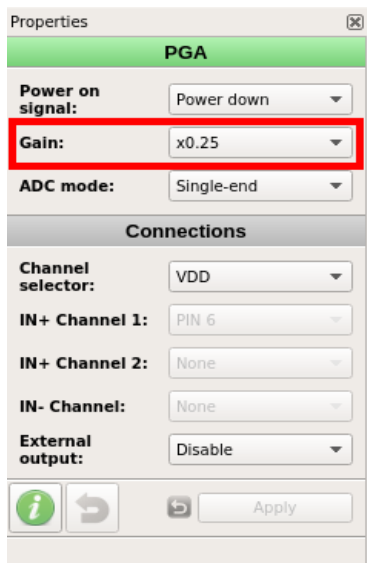 Properties
PGA
Power on
signal:
Power down
Gain:
x0.25
ADC mode:
Single-end
Connections
Channel
selector:
VDD
IN+ Channel 1:
PIN 6
IN+ Channel 2:
None
IN- Channel:
None
External
output:
Disable
Apply